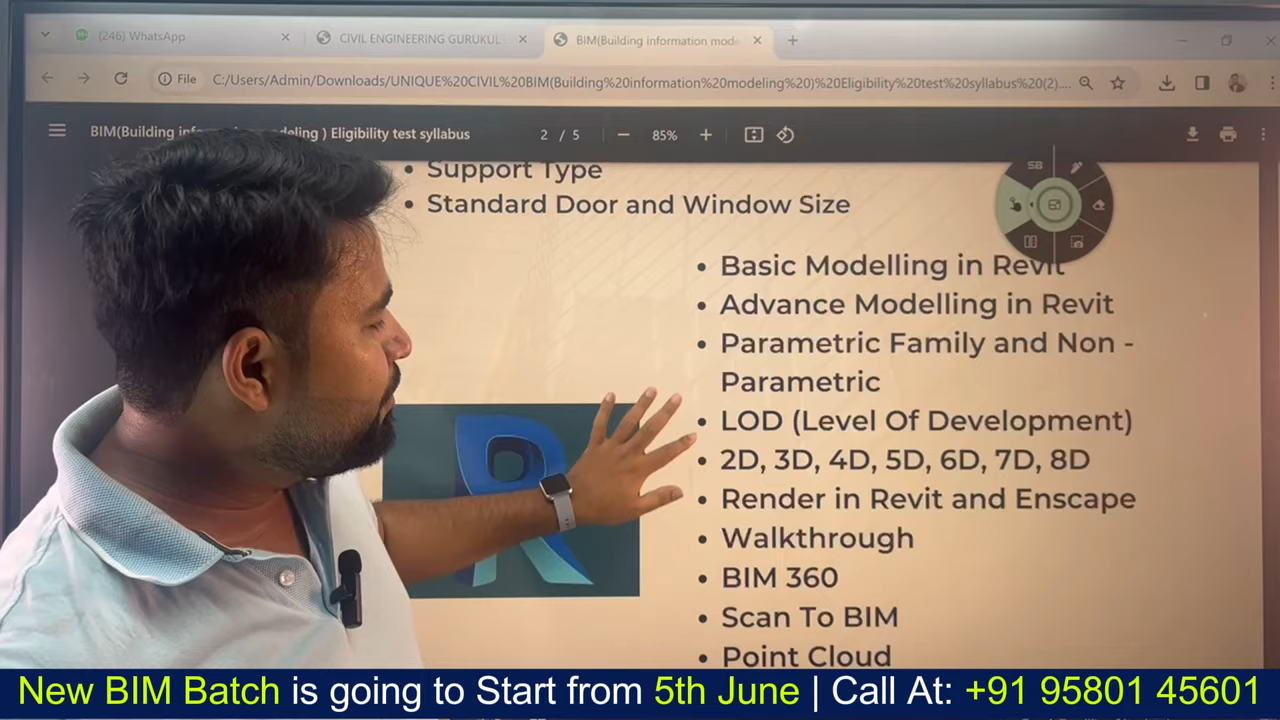 (246) WhatsApp
CIVIL ENGINEERING GURUKUL
BIM(Building information mode
File
C:/Users/Admin/Downloads/UNIQUE%20CIVIL%20BIM(Building%20information%20modeling%20)%20Eligibility%20test%20syllabus%20(2)....
BIM(Building information modeling ) Eligibility test syllabus
2 / 5
85%
Support Type
Standard Door and Window Size
SB
Basic Modelling in Revit
Advance Modelling in Revit
Parametric Family and Non -
Parametric
LOD (Level Of Development)
2D, 3D, 4D, 5D, 6D, 7D, 8D
Render in Revit and Enscape
Walkthrough
BIM 360
Scan To BIM
Point Cloud
R
New BIM Batch is going to Start from 5th June | Call At: +91 95801 45601